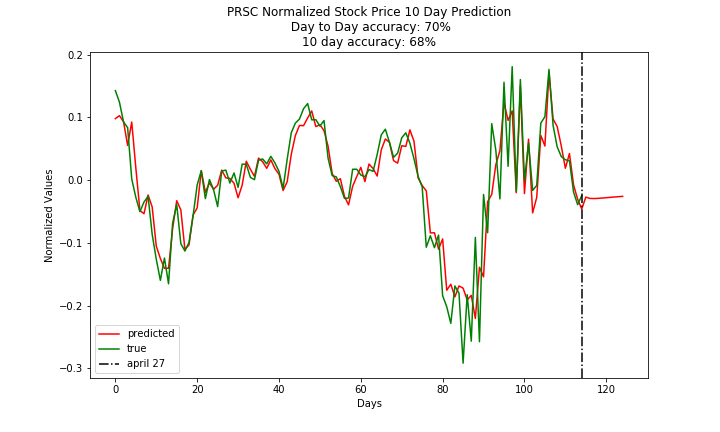 PRSC Normalized Stock Price 10 Day Prediction
Day to Day accuracy: 70%
10 day accuracy: 68%
Normalized Values
0.2
0.1
0.0
−0.1
−0.2
−0.3
predicted
true
april 27
0
20
40
60
80
100
120
Days